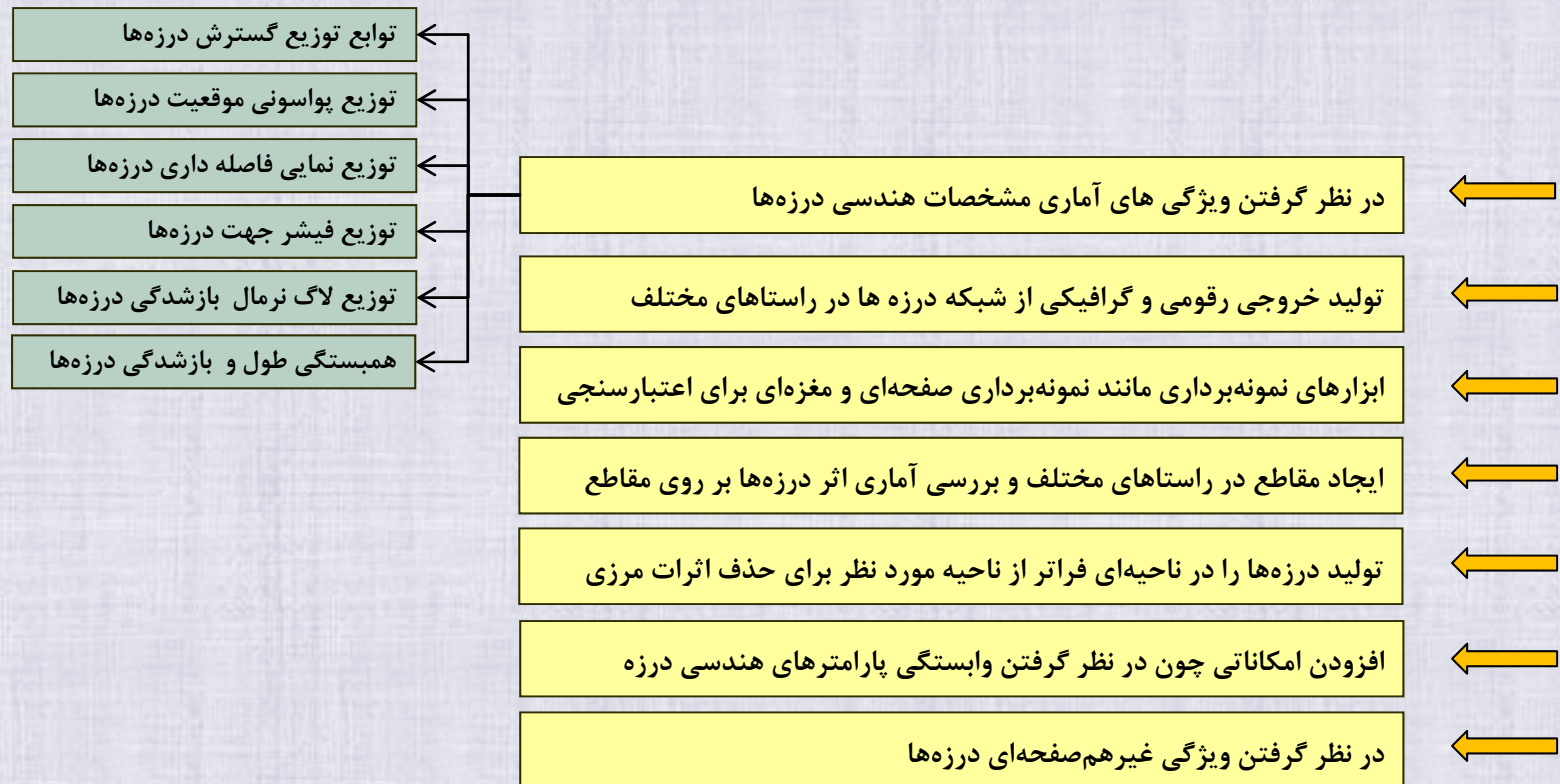 در نظر گرفتن ویژگی های آماری مشخصات هندسی درزه‌ها
تولید خروجی رقومی و گرافیکی از شبکه درزه ها در راستاهای مختلف
ابزارهای نمونه‌برداری مانند نمونه‌برداری صفحه‌ای و مغزه‌ای برای اعتبارسنجی
ایجاد مقاطع در راستاهای مختلف و بررسی آماری اثر درزه‌ها بر روی مقاطع
تولید درزه‌ها را در ناحیه‌ای فراتر از ناحیه مورد نظر برای حذف اثرات مرزی
افزودن امکاناتی چون در نظر گرفتن وابستگی پارامترهای هندسی درزه
در نظر گرفتن ویژگی غیرهم‌صفحه‌ای درزه‌ها
توابع توزیع گسترش درزه‌ها
توزیع پواسونی موقعیت درزه‌ها
توزیع نمایی فاصله داری درزه‌ها
توزیع فیشر جهت درزه‌ها
توزیع لاگ نرمال بازشدگی درزه‌ها
همبستگی طول و بازشدگی درزه‌ها